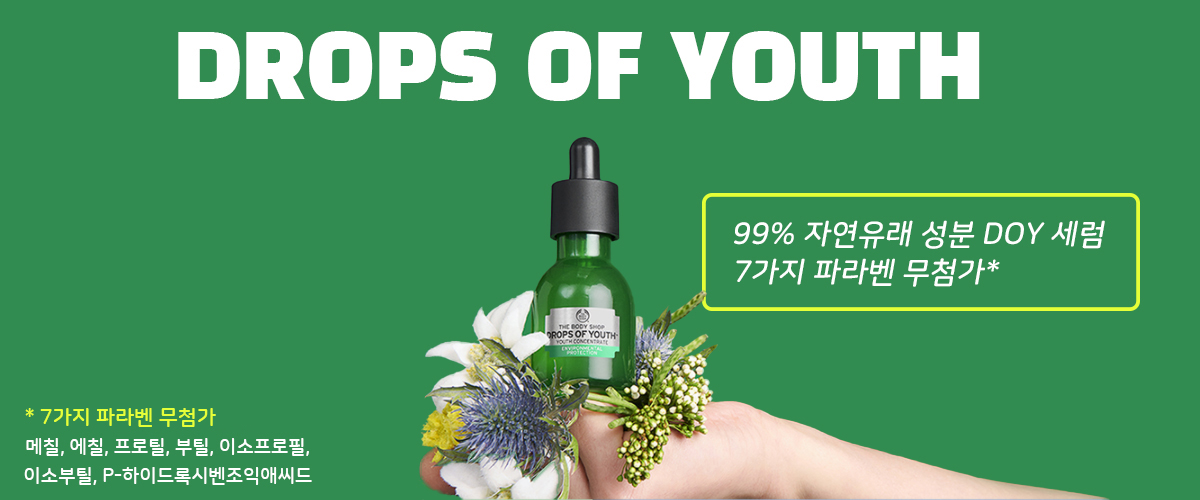 DROPS OF YOUTH
99% 자연유래 성분 DOY 세럼
7가지 파라벤 무첨가*
THE BODY SHOP
DROPS OF YOUTH™
YOUTH CONCENTRATE
ENVIRONMENTAL
PROTECTION
* 7가지 파라벤 무첨가
메칠, 에칠, 프로틸, 부틸, 이소프로필,
이소부틸, P-하이드록시벤조익애씨드